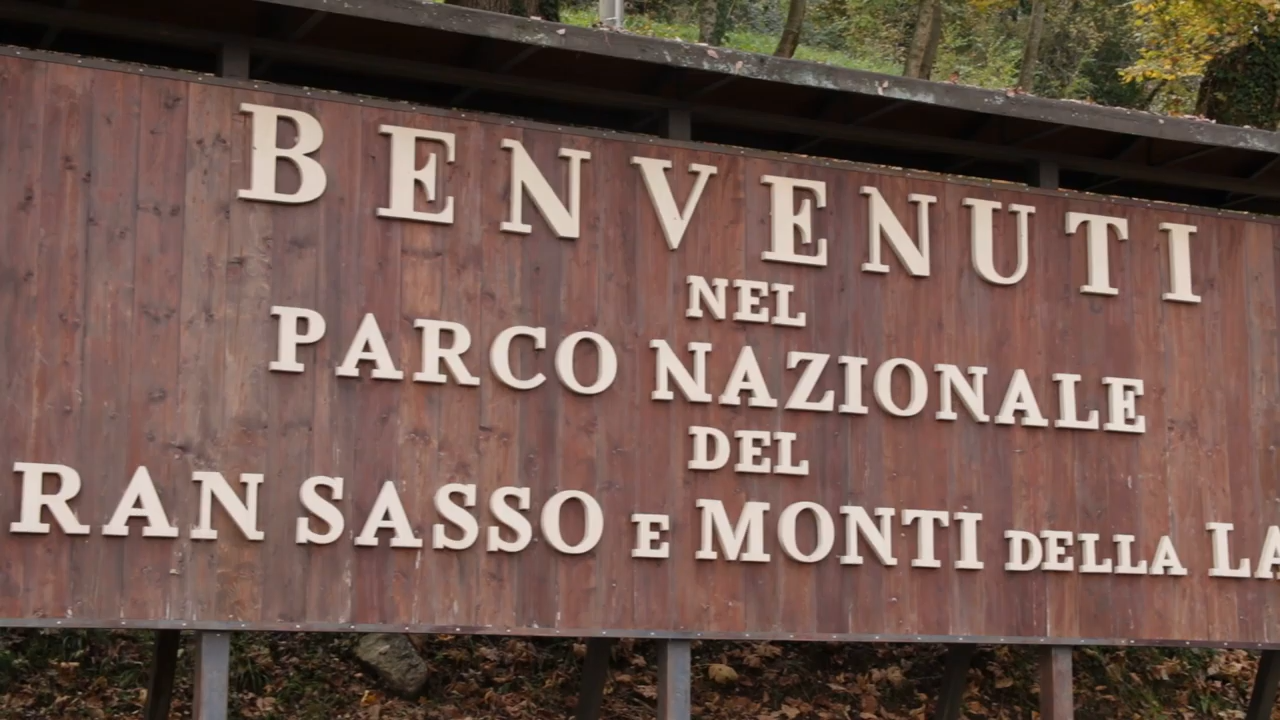 BENVENUTI
NEL
PARCO NAZIONALE
DEL
RAN SASSO E MONTI DELLA LA